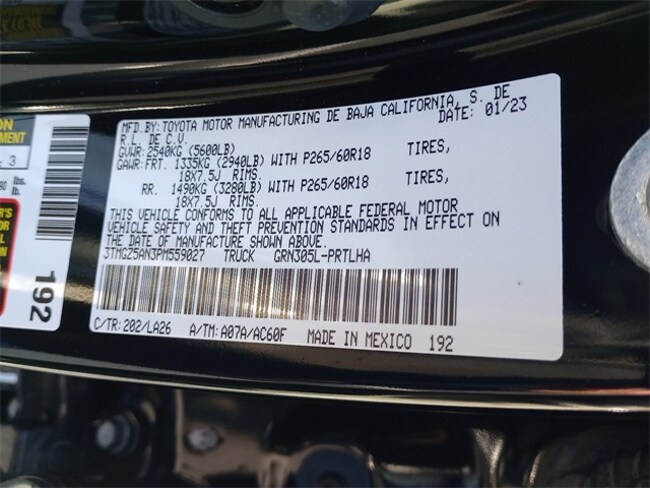 MFD.BY: TOYOTA MOTOR MANUFACTURING DE BAJA CALIFORNIA, S. DE
R.L. DE C.V. DATE: 01/23
GVWR: 2540KG (5600LB)
GAWR: FRT. 1335KG (2940LB) WITH P265/60R18 TIRES,
18X7.5J RIMS.
RR. 1490KG (3280LB) WITH P265/60R18 TIRES,
18X7.5J RIMS.
THIS VEHICLE CONFORMS TO ALL APPLICABLE FEDERAL MOTOR
VEHICLE SAFETY AND THEFT PREVENTION STANDARDS IN EFFECT ON
THE DATE OF MANUFACTURE SHOWN ABOVE.
3TMGZ5AN3PM559027 TRUCK GRN305L-PRTLHA
C/TR: 202/LA26 A/TM: A07A/AC60F MADE IN MEXICO 192
192